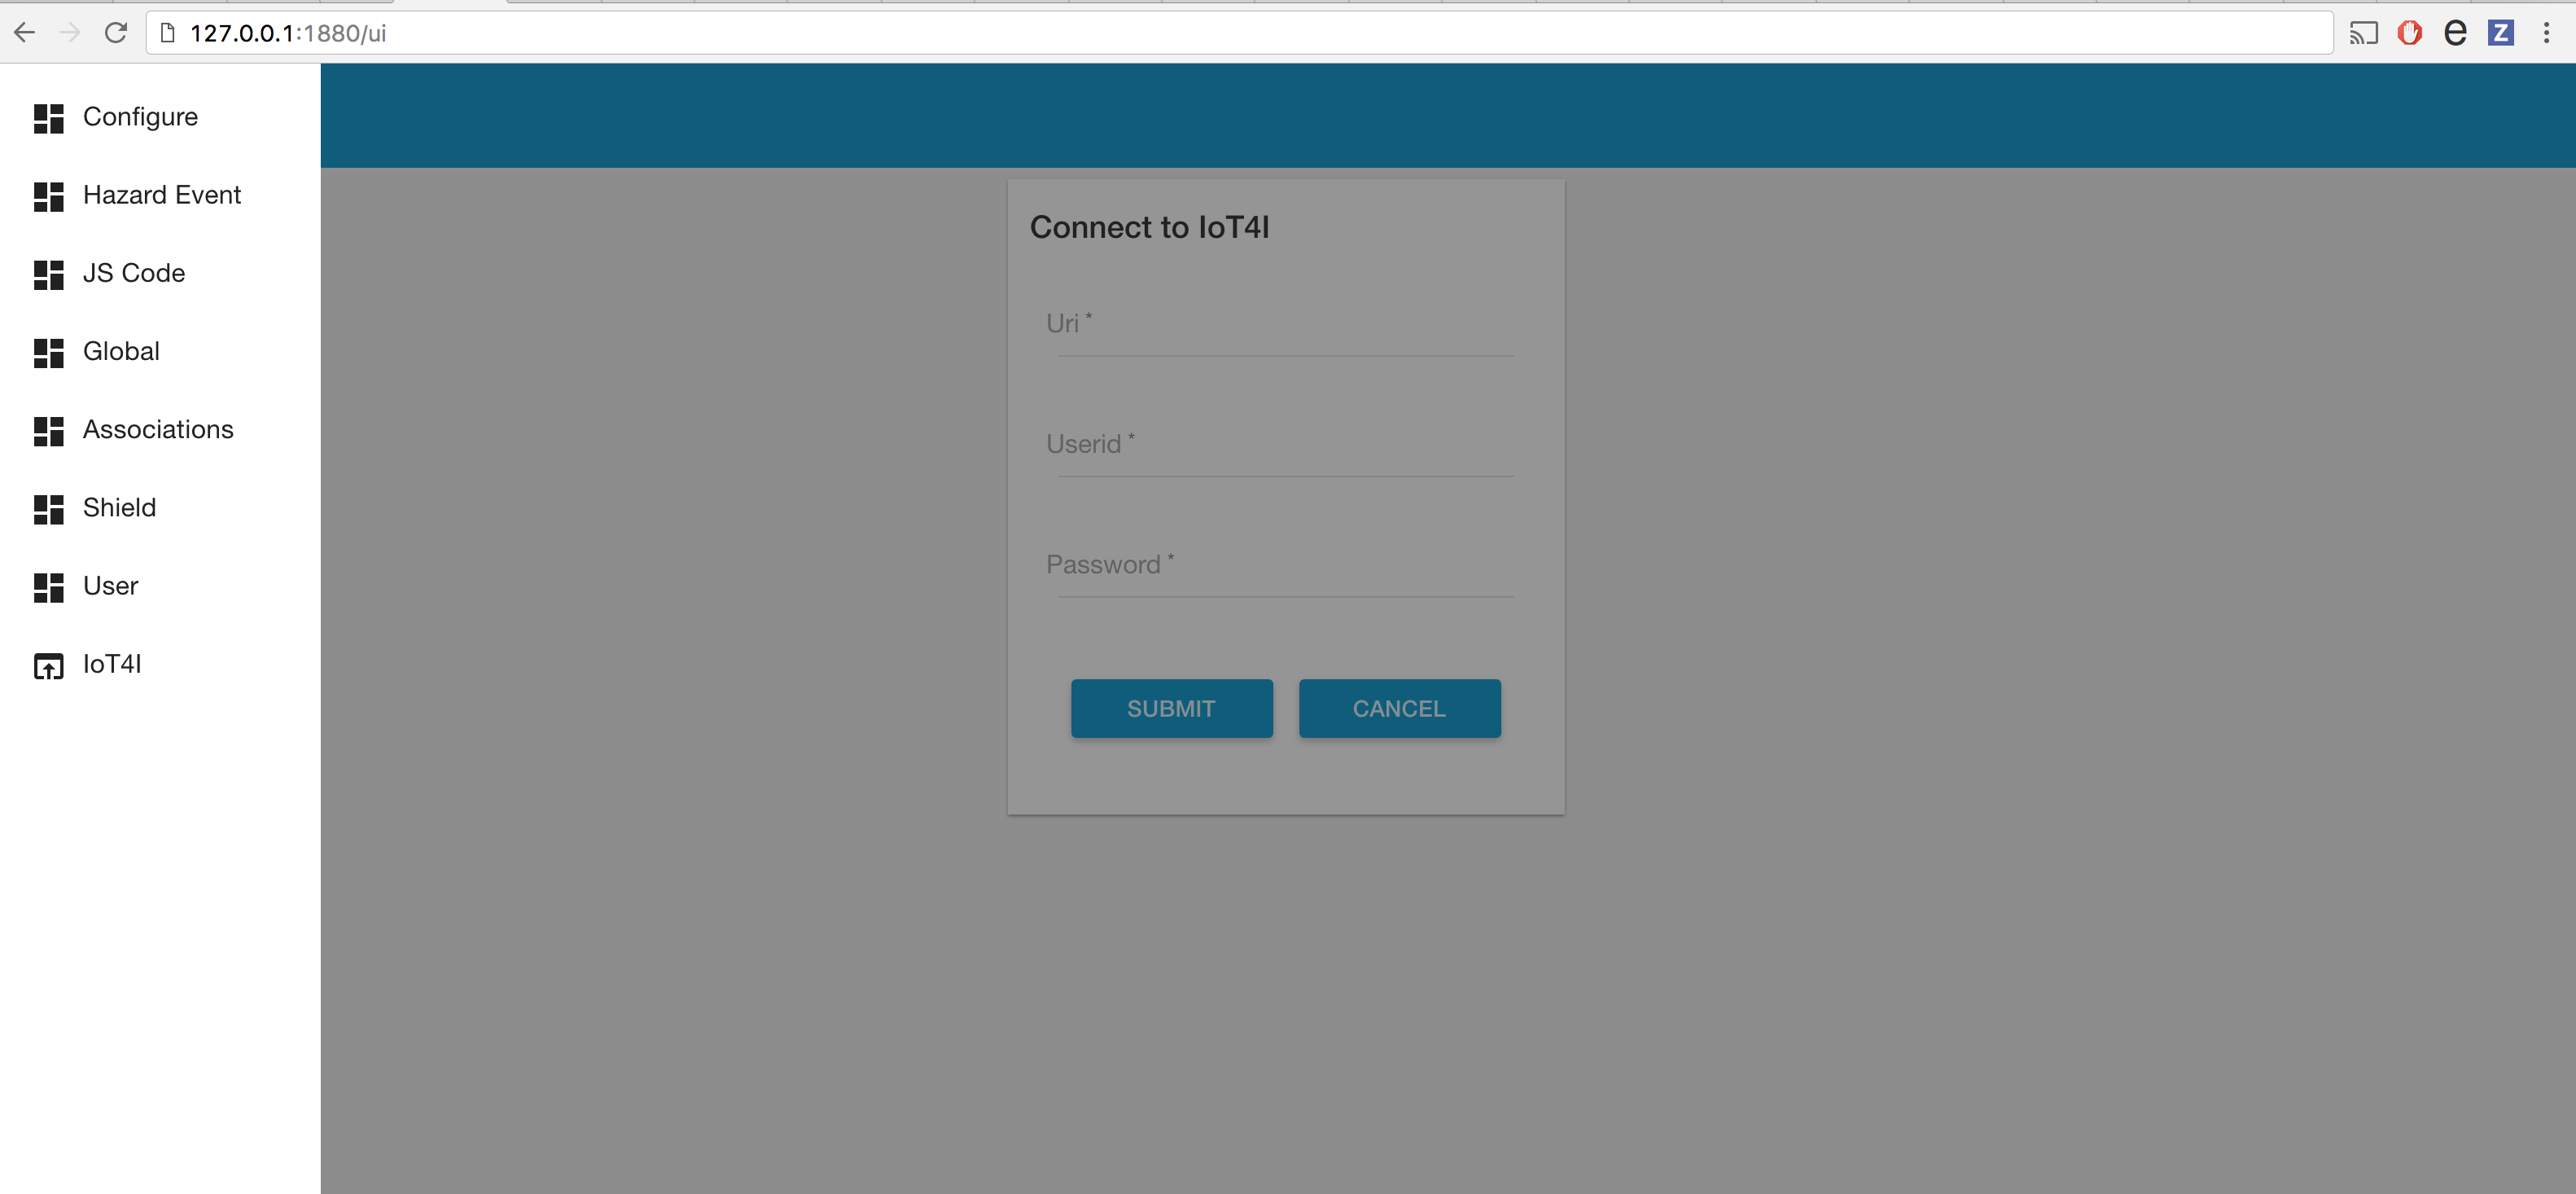 127.0.0.1:1880/ui
Configure
Hazard Event
JS Code
Global
Associations
Shield
User
IoT4I
Connect to IoT4I
Uri *
Userid *
Password *
SUBMIT
CANCEL
e
Z